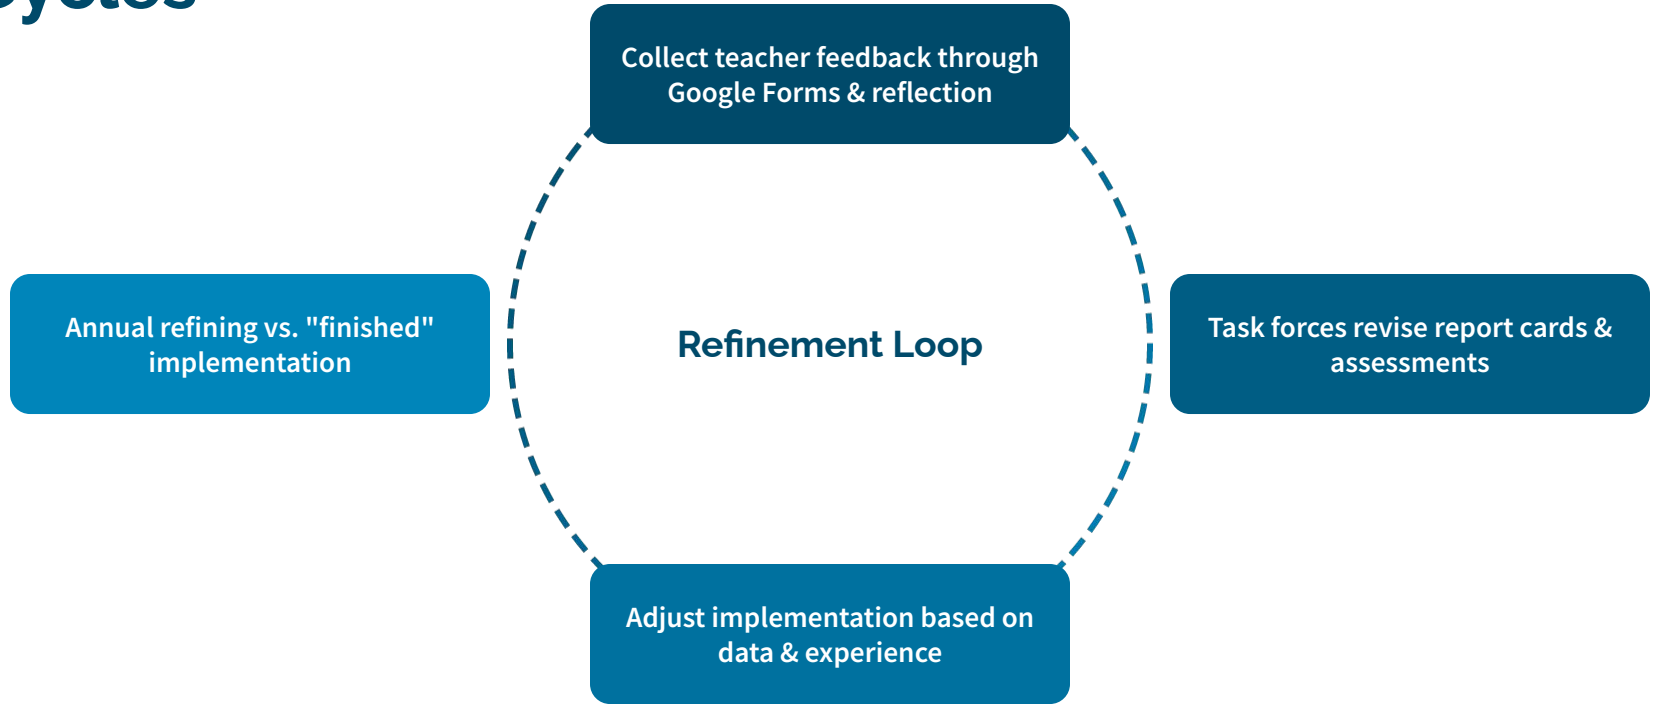 Collect teacher feedback through
Google Forms & reflection
Annual refining vs. "finished"
implementation
Refinement Loop
Task forces revise report cards &
assessments
Adjust implementation based on
data & experience